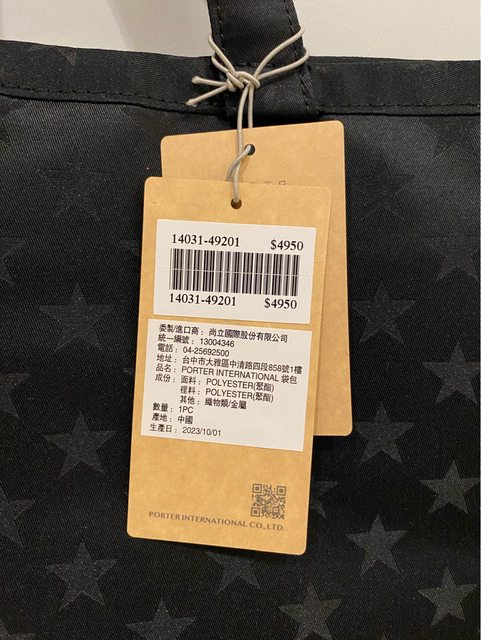 14031-49201 $4950
14031-49201 $4950
委製/進口商：尚立國際股份有限公司
統一編號：13004346
電話：04-25692500
地址：台中市大雅區中清路四段858號1樓
品名：PORTER INTERNATIONAL 袋包
成份：面料：POLYESTER(聚酯)
裡料：POLYESTER(聚酯)
其他：織物類/金屬
數量：1PC
產地：中國
生產日：2023/10/01
PORTER INTERNATIONAL CO., LTD.